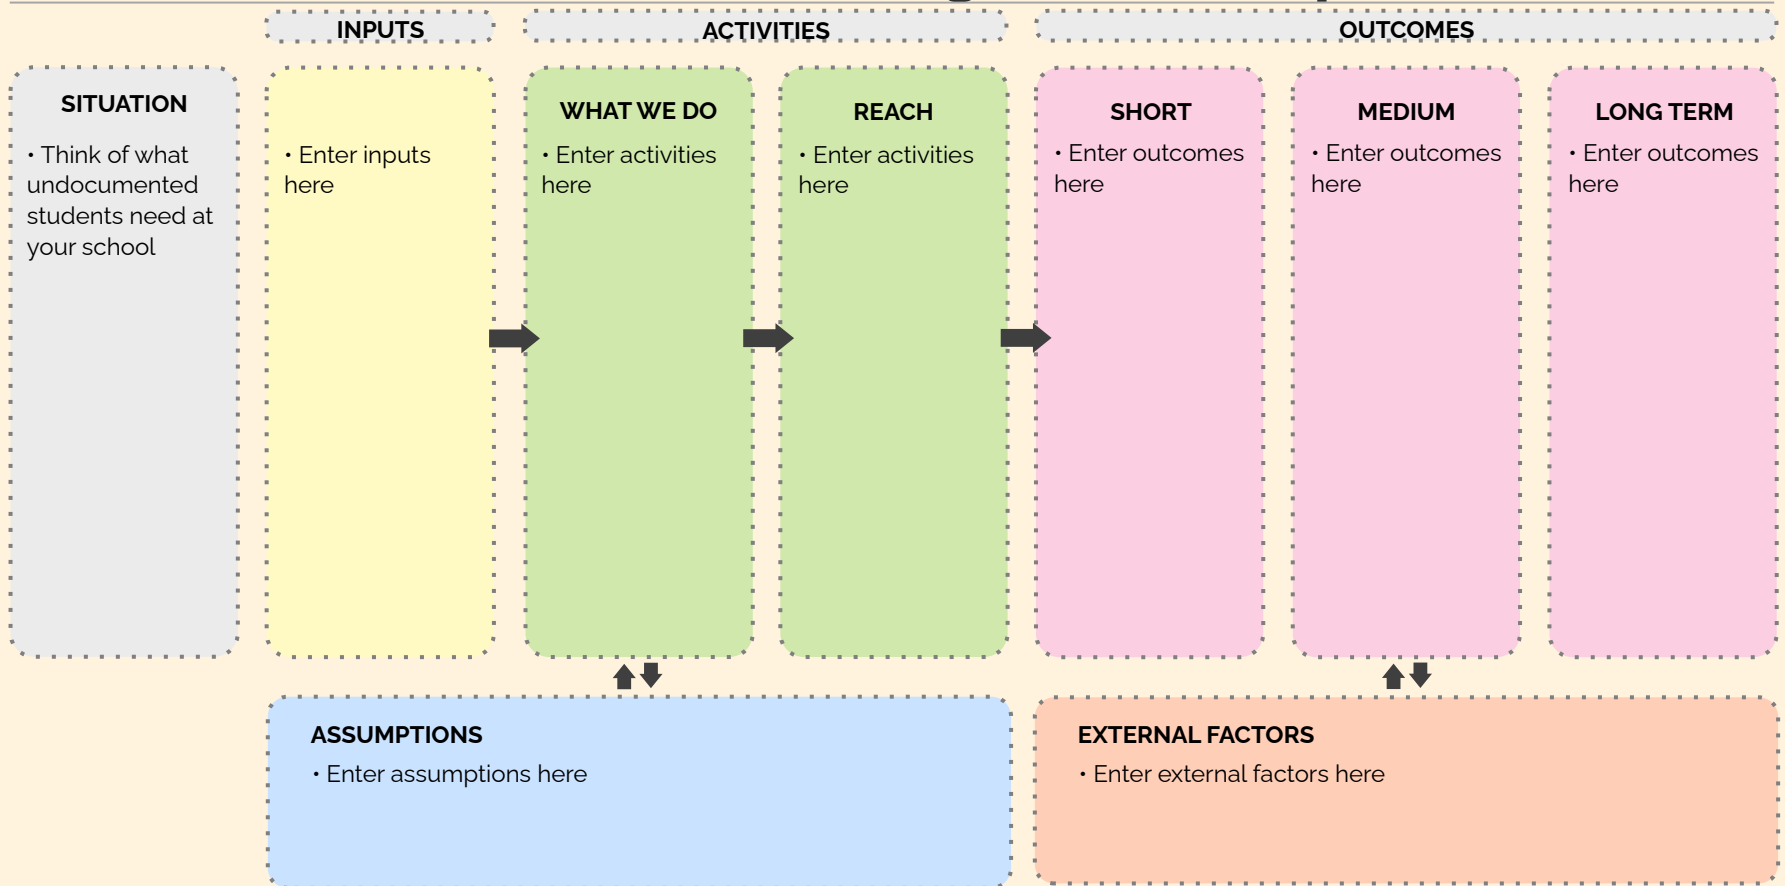 INPUTS
ACTIVITIES
OUTCOMES
SITUATION
• Think of what
undocumented
students need at
your school
• Enter inputs
here
WHAT WE DO
• Enter activities
here
REACH
• Enter activities
here
SHORT
• Enter outcomes
here
MEDIUM
• Enter outcomes
here
LONG TERM
• Enter outcomes
here
ASSUMPTIONS
• Enter assumptions here
EXTERNAL FACTORS
• Enter external factors here